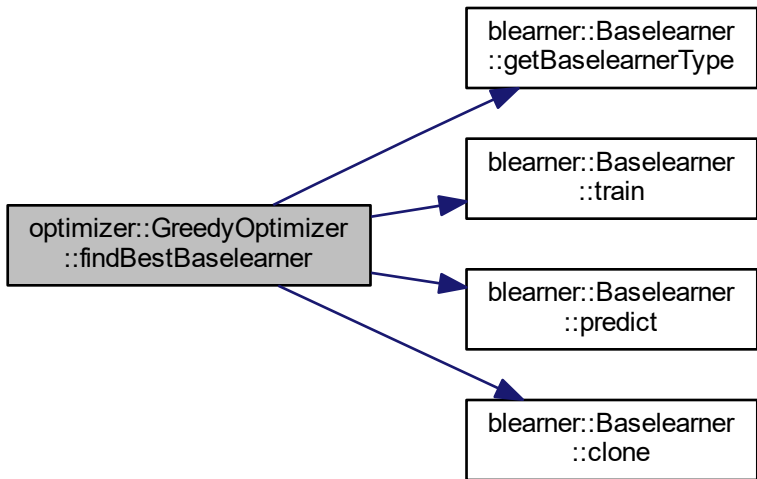 blearner::Baselearner
::getBaselearnerType
blearner::Baselearner
::train
optimizer::GreedyOptimizer
::findBestBaselearner
blearner::Baselearner
::predict
blearner::Baselearner
::clone